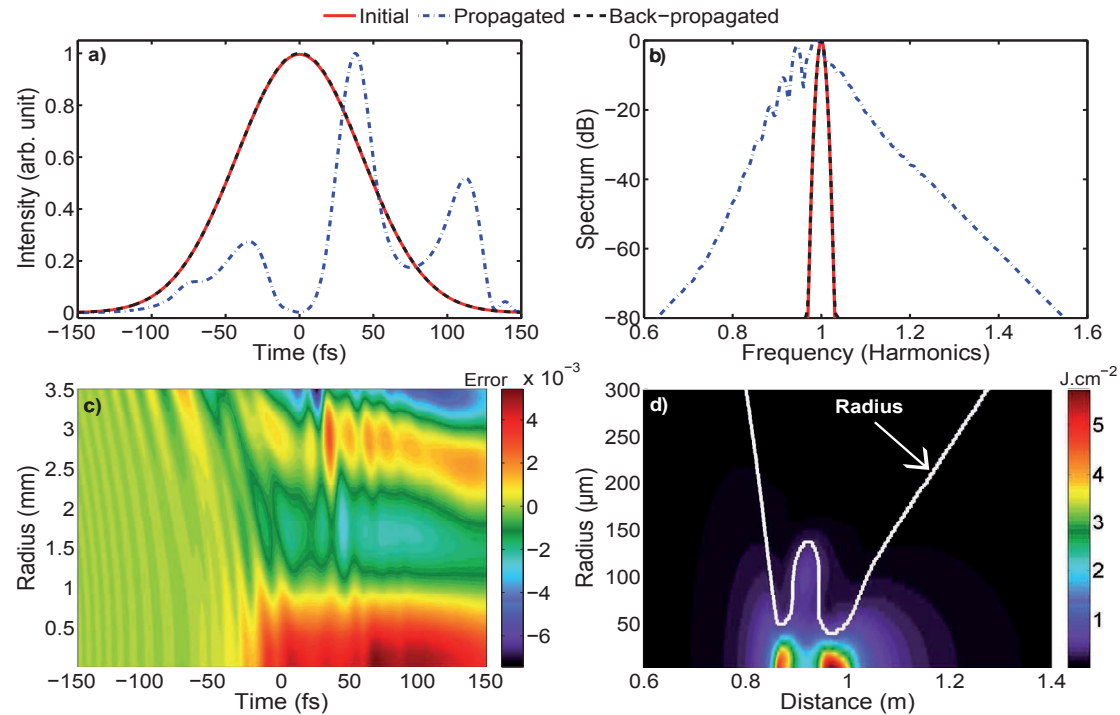 Initial Propagated Back−propagated
a)
Intensity (arb. unit)
1
0.8
0.6
0.4
0.2
0
−150 −100 −50 0 50 100 150
Time (fs)
b)
Spectrum (dB)
0
−20
−40
−60
−80
0.6 0.8 1 1.2 1.4 1.6
Frequency (Harmonics)
c)
Error x 10−3
Radius (mm)
3.5
3
2.5
2
1.5
1
0.5
−150 −100 −50 0 50 100 150
Time (fs)
4
2
0
−2
−4
−6
d)
J.cm−2
Radius
Radius (µm)
300
250
200
150
100
50
0.6 0.8 1 1.2 1.4
Distance (m)
5
4
3
2
1